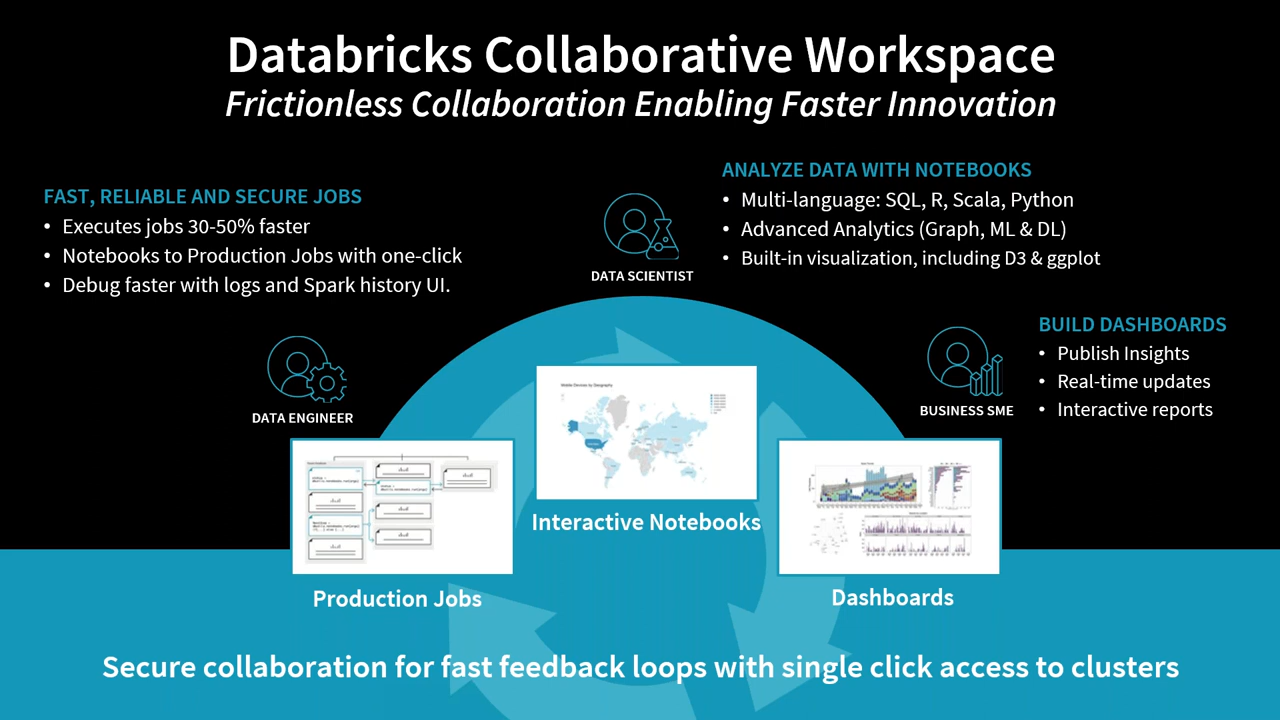 Databricks Collaborative Workspace
Frictionless Collaboration Enabling Faster Innovation
FAST, RELIABLE AND SECURE JOBS
• Executes jobs 30-50% faster
• Notebooks to Production Jobs with one-click
• Debug faster with logs and Spark history UI.
DATA SCIENTIST
ANALYZE DATA WITH NOTEBOOKS
• Multi-language: SQL, R, Scala, Python
• Advanced Analytics (Graph, ML & DL)
• Built-in visualization, including D3 & ggplot
DATA ENGINEER
BUSINESS SME
BUILD DASHBOARDS
• Publish Insights
• Real-time updates
• Interactive reports
Mobile Devices by Geography
Interactive Notebooks
Production Jobs
Dashboards
Secure collaboration for fast feedback loops with single click access to clusters